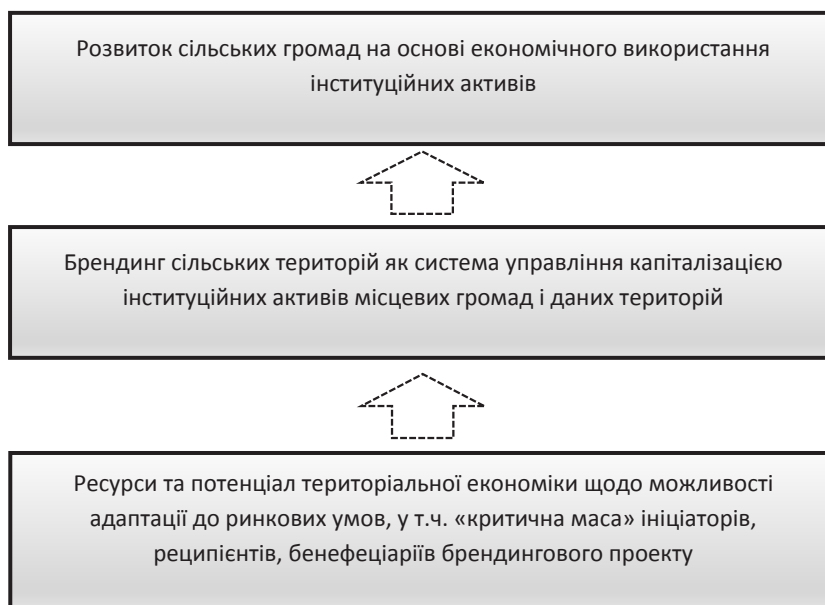 Розвиток сільських громад на основі економічного використання
інституційних активів
Брендинг сільських територій як система управління капіталізацією
інституційних активів місцевих громад і даних територій
Ресурси та потенціал територіальної економіки щодо можливості
адаптації до ринкових умов, у т.ч. «критична маса» ініціаторів,
реципієнтів, бенефеціаріїв брендингового проекту